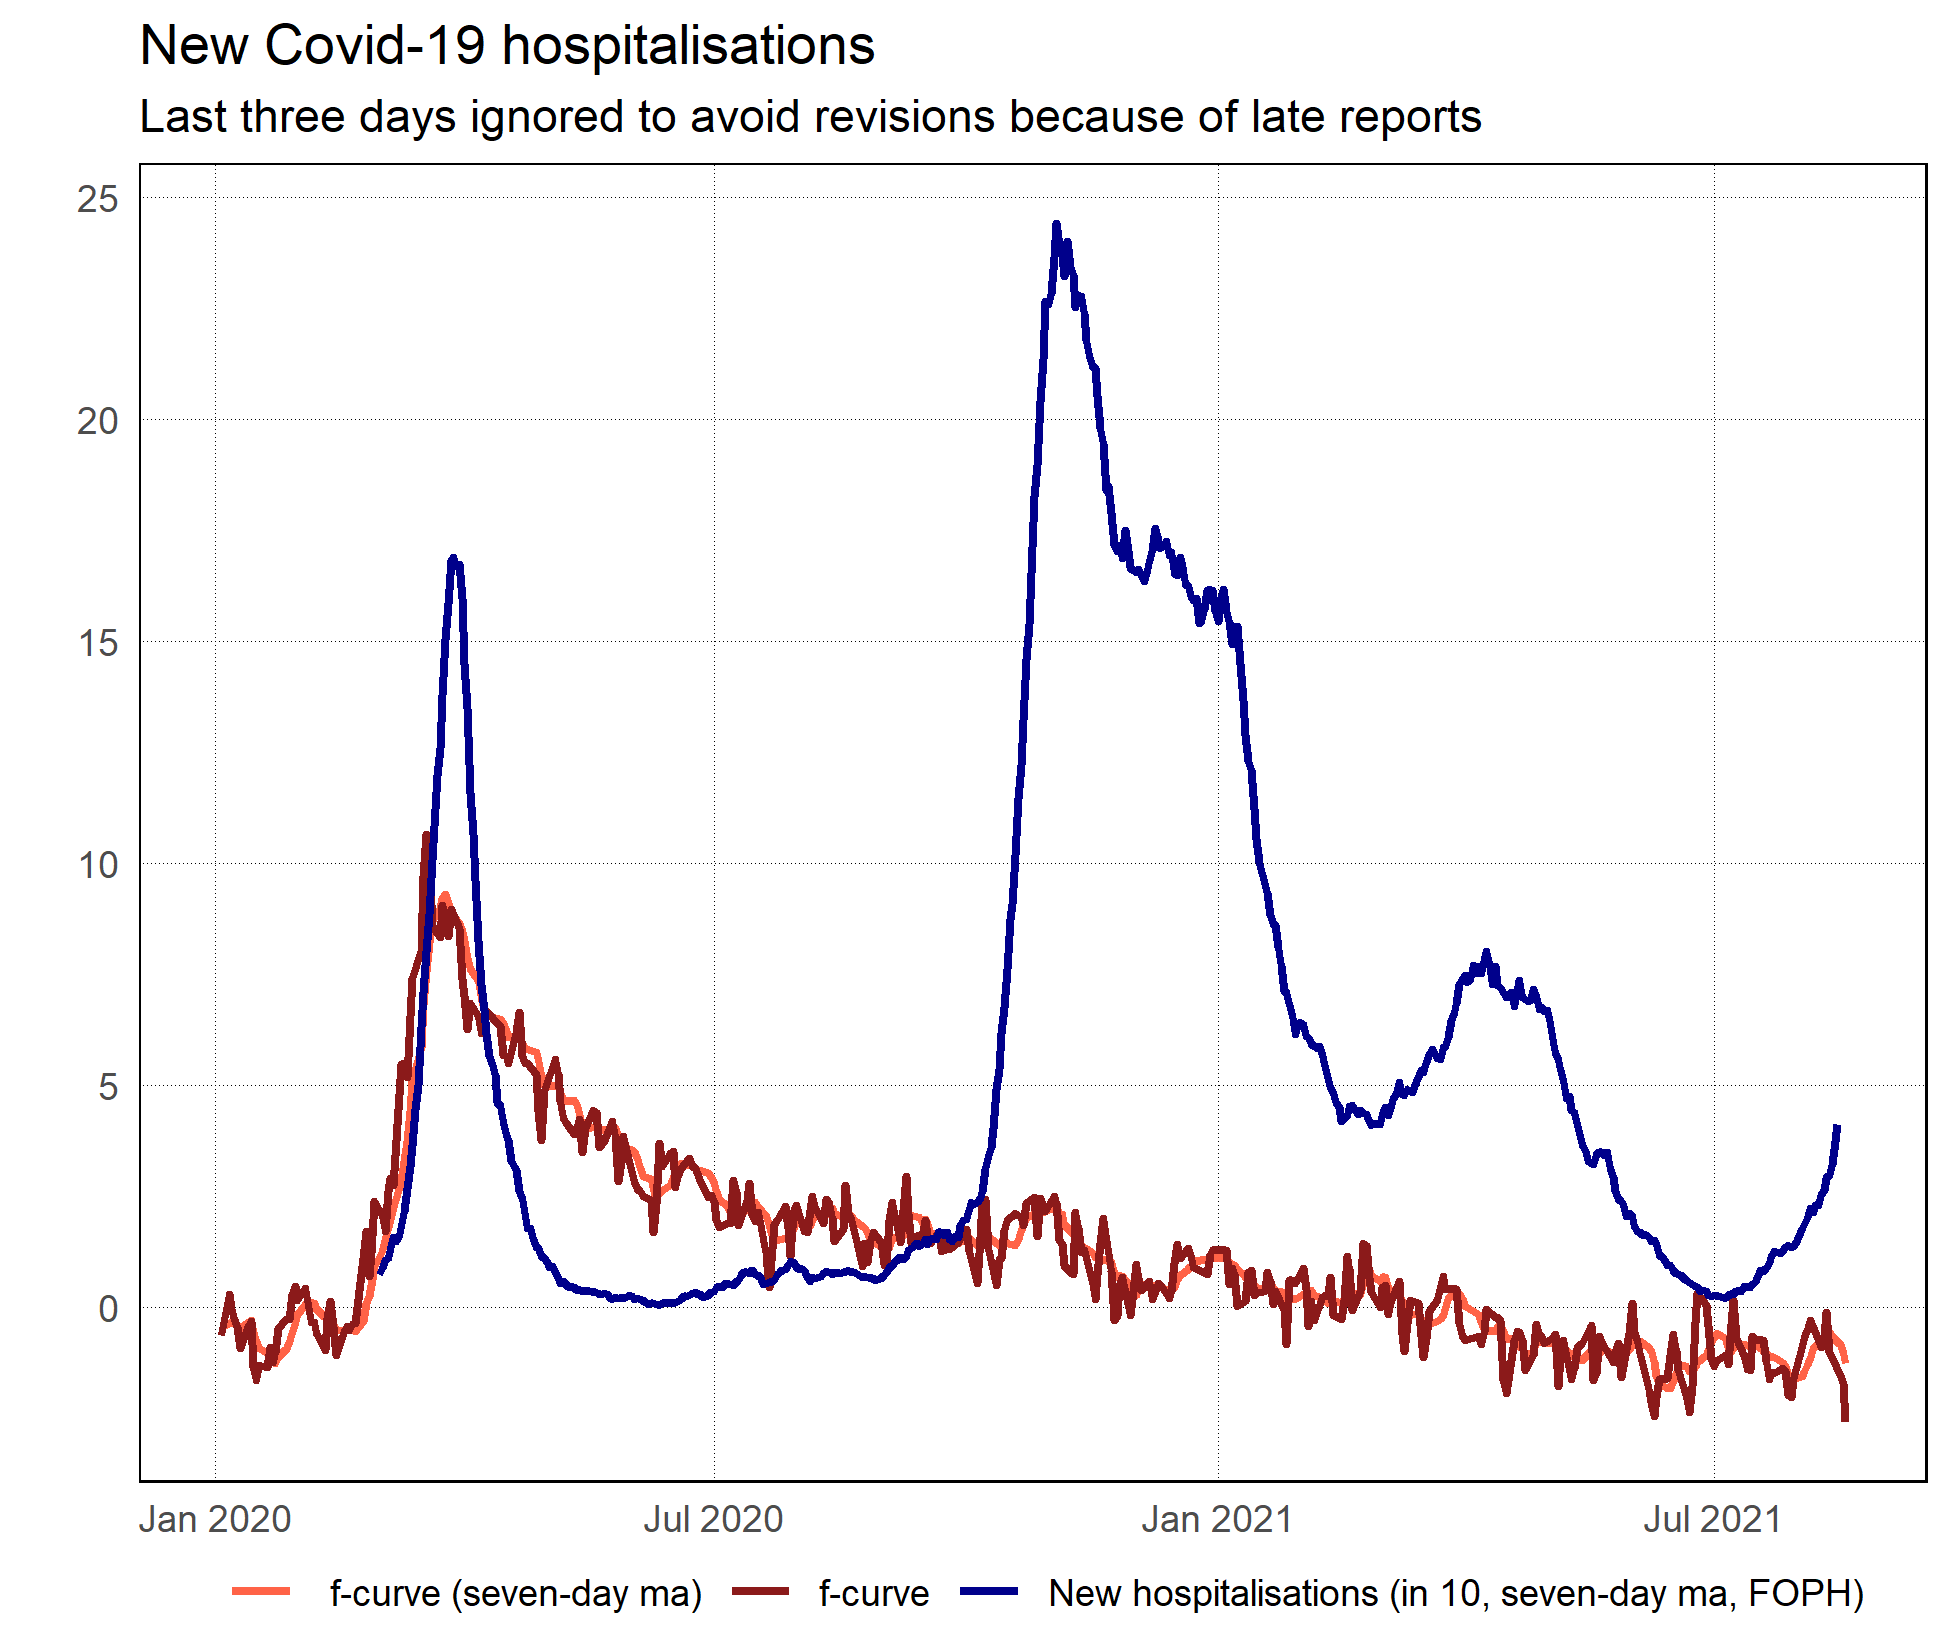 New Covid-19 hospitalisations
Last three days ignored to avoid revisions because of late reports
25
20
15
10
5
0
Jan 2020 Jul 2020 Jan 2021 Jul 2021
f-curve (seven-day ma) f-curve New hospitalisations (in 10, seven-day ma, FOPH)